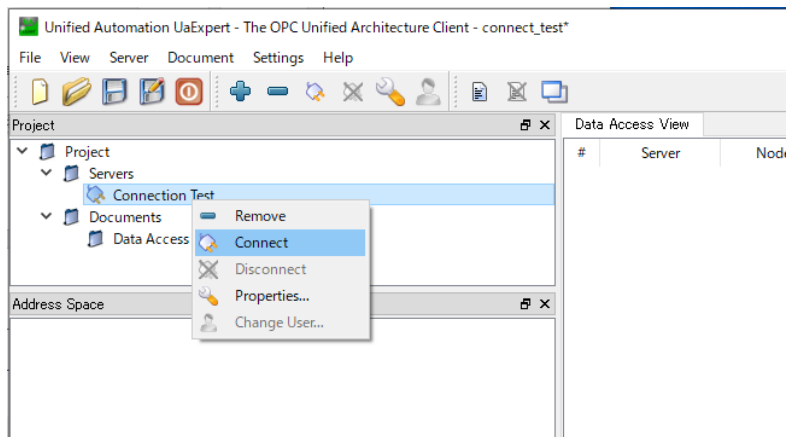 Unified Automation UaExpert - The OPC Unified Architecture Client - connect_test*
File View Server Document Settings Help
Project
Data Access View
# Server Node
Project
Servers
Connection Test
Documents
Data Access
Remove
Connect
Disconnect
Properties...
Change User...
Address Space